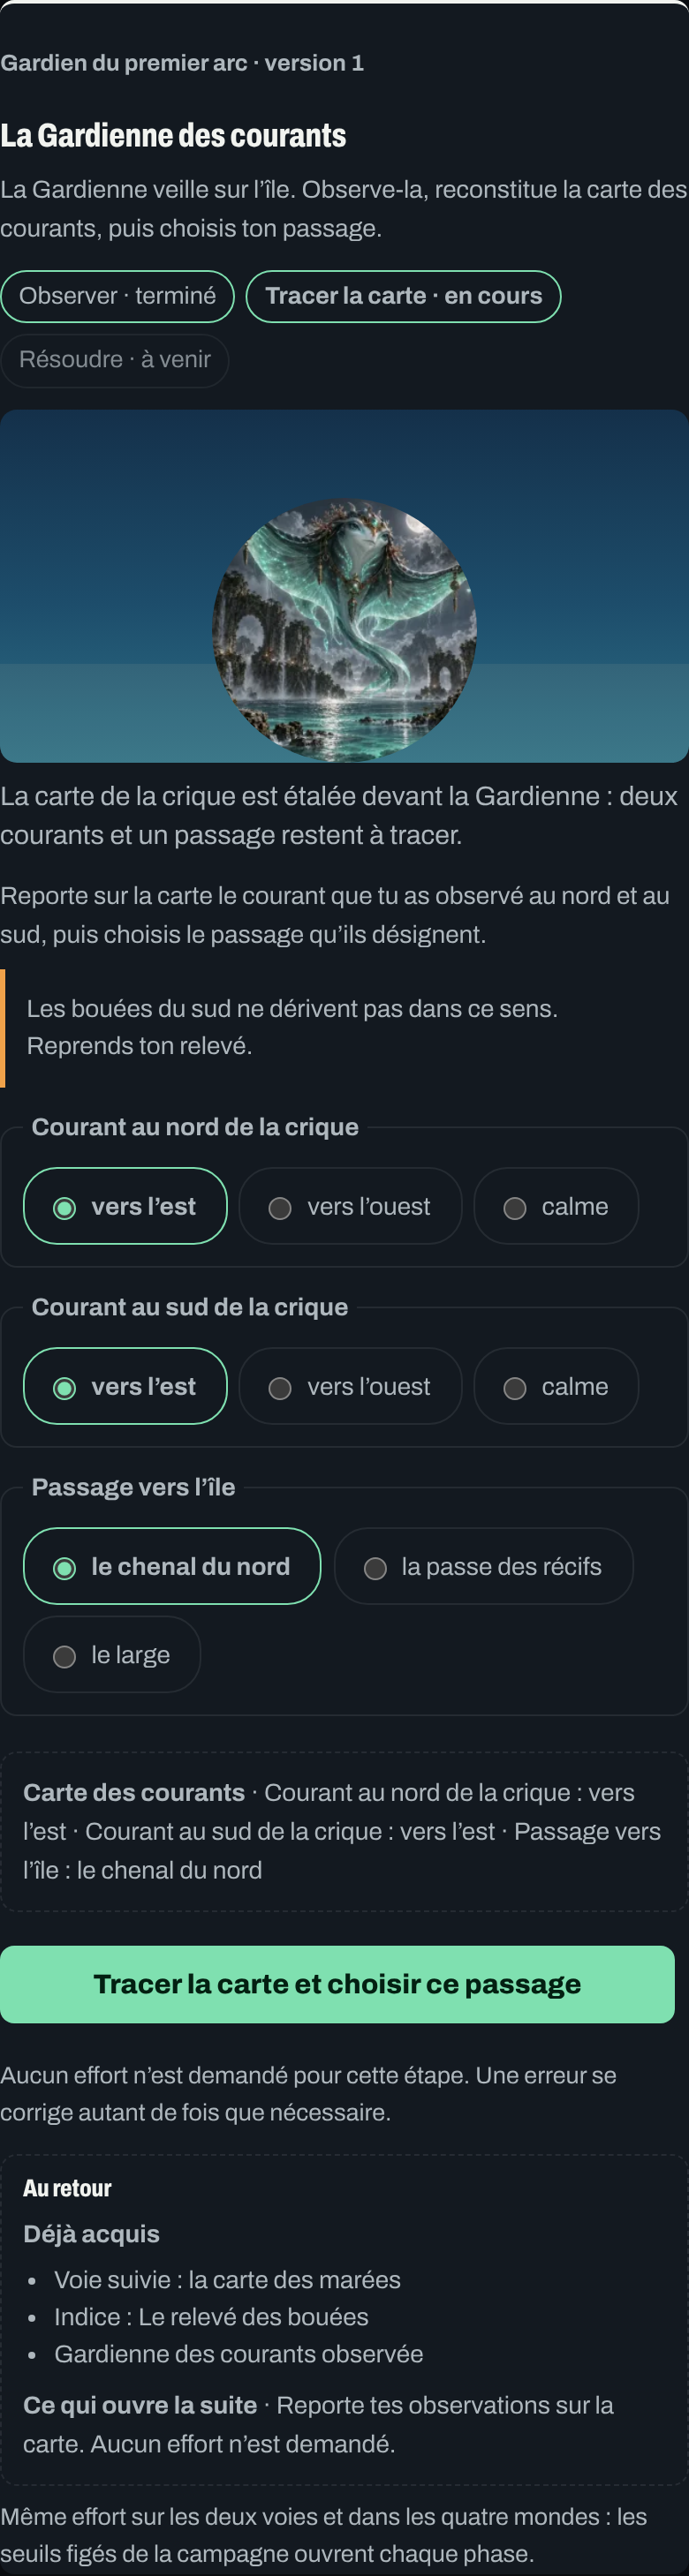 Gardien du premier arc · version 1
La Gardienne des courants
La Gardienne veille sur l’île. Observe-la, reconstitue la carte des
courants, puis choisis ton passage.
Observer · terminé
Tracer la carte · en cours
Résoudre · à venir
La carte de la crique est étalée devant la Gardienne : deux
courants et un passage restent à tracer.
Reporte sur la carte le courant que tu as observé au nord et au
sud, puis choisis le passage qu’ils désignent.
Les bouées du sud ne dérivent pas dans ce sens.
Reprends ton relevé.
Courant au nord de la crique
vers l’est
vers l’ouest
calme
Courant au sud de la crique
vers l’est
vers l’ouest
calme
Passage vers l’île
le chenal du nord
la passe des récifs
le large
Carte des courants · Courant au nord de la crique : vers
l’est · Courant au sud de la crique : vers l’est · Passage vers
l’île : le chenal du nord
Tracer la carte et choisir ce passage
Aucun effort n’est demandé pour cette étape. Une erreur se
corrige autant de fois que nécessaire.
Au retour
Déjà acquis
• Voie suivie : la carte des marées
• Indice : Le relevé des bouées
• Gardienne des courants observée
Ce qui ouvre la suite · Reporte tes observations sur la
carte. Aucun effort n’est demandé.
Même effort sur les deux voies et dans les quatre mondes : les
seuils figés de la campagne ouvrent chaque phase.